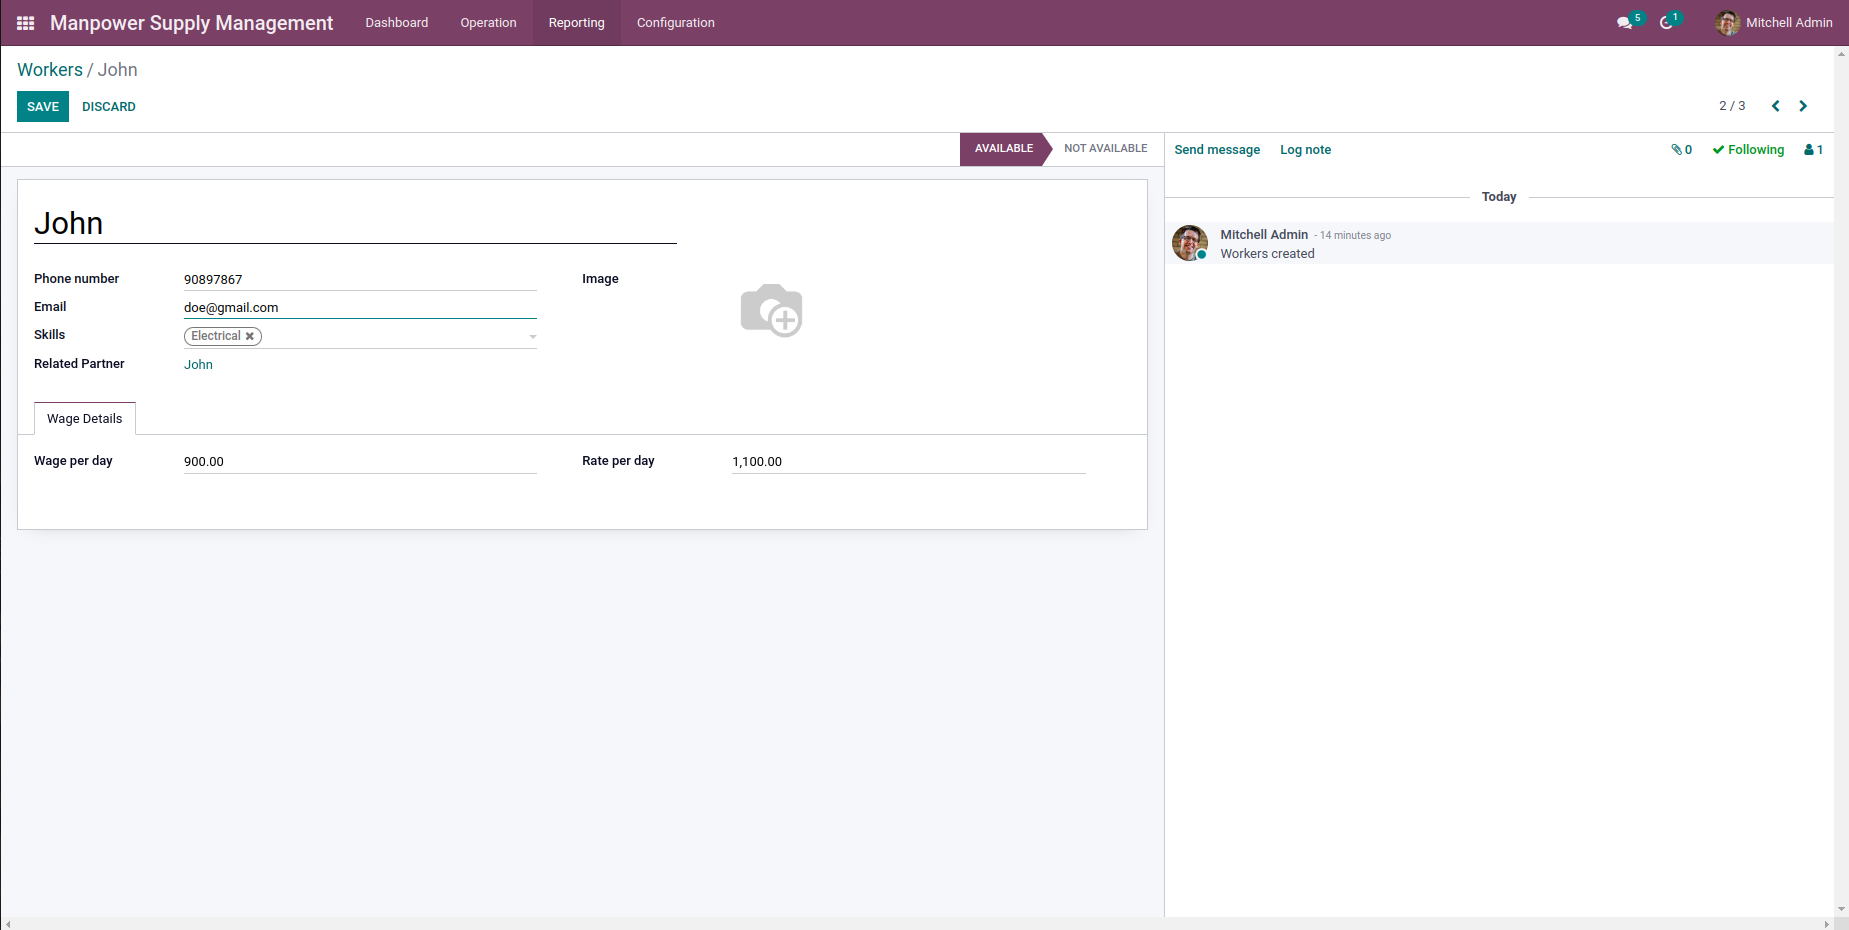 Manpower Supply Management Dashboard Operation Reporting Configuration 5 1 Mitchell Admin
Workers / John
SAVE DISCARD 2 / 3
AVAILABLE NOT AVAILABLE Send message Log note 0 Following 1
Today
John
Mitchell Admin - 14 minutes ago
Workers created
Phone number 90897867 Image
Email doe@gmail.com
Skills Electrical
Related Partner John
Wage Details
Wage per day 900.00 Rate per day 1,100.00